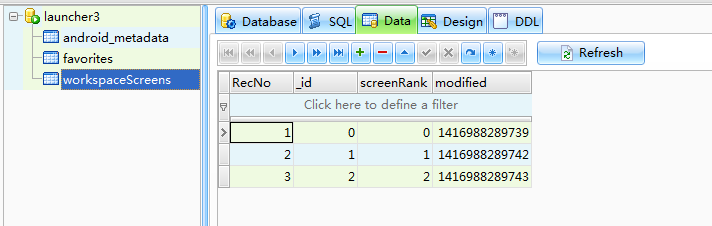 launcher3
android_metadata
favorites
workspaceScreens
Database SQL Data Design DDL
Refresh
RecNo _id screenRank modified
Click here to define a filter
1 0 0 1416988289739
2 1 1 1416988289742
3 2 2 1416988289743